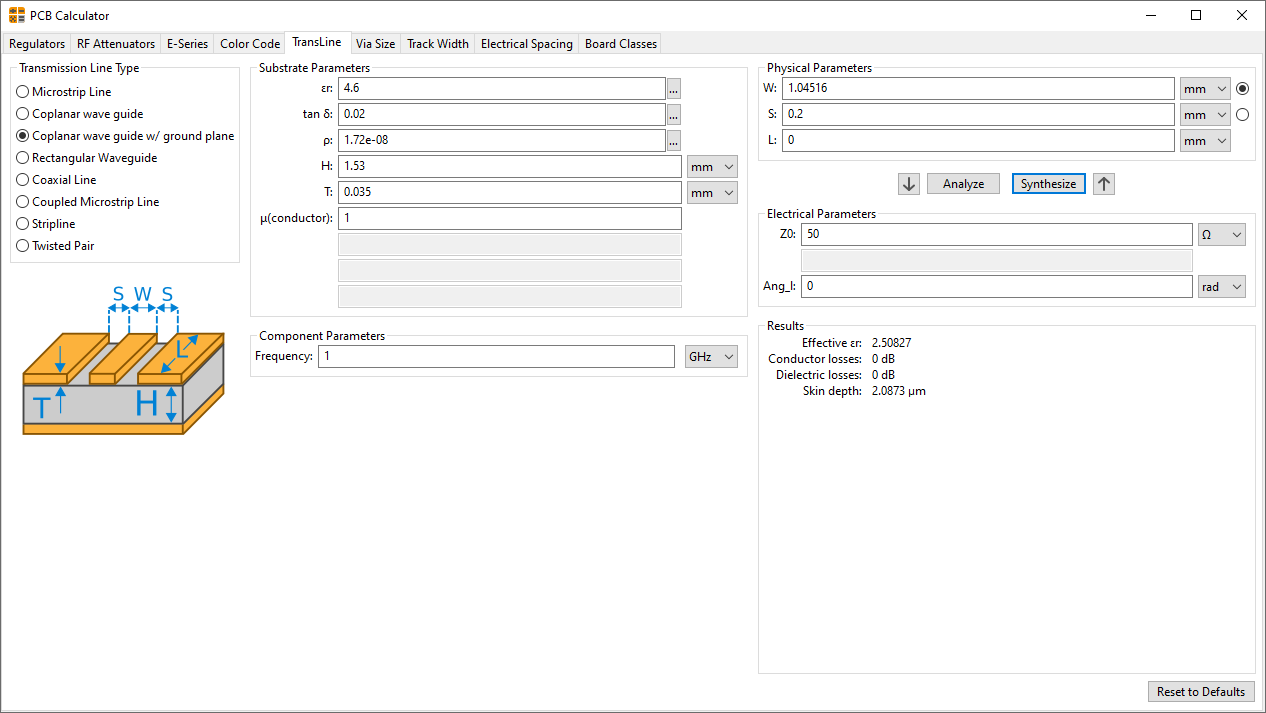 PCB Calculator
Regulators RF Attenuators E-Series Color Code TransLine Via Size Track Width Electrical Spacing Board Classes
Transmission Line Type
Microstrip Line
Coplanar wave guide
Coplanar wave guide w/ ground plane
Rectangular Waveguide
Coaxial Line
Coupled Microstrip Line
Stripline
Twisted Pair
S W S
L
T H
Substrate Parameters
εr: 4.6 ...
tan δ: 0.02 ...
ρ: 1.72e-08 ...
H: 1.53 mm
T: 0.035 mm
μ(conductor): 1
Component Parameters
Frequency: 1 GHz
Physical Parameters
W: 1.04516 mm
S: 0.2 mm
L: 0 mm
Analyze Synthesize
Electrical Parameters
Z0: 50 Ω
Ang_l: 0 rad
Results
Effective εr: 2.50827
Conductor losses: 0 dB
Dielectric losses: 0 dB
Skin depth: 2.0873 μm
Reset to Defaults